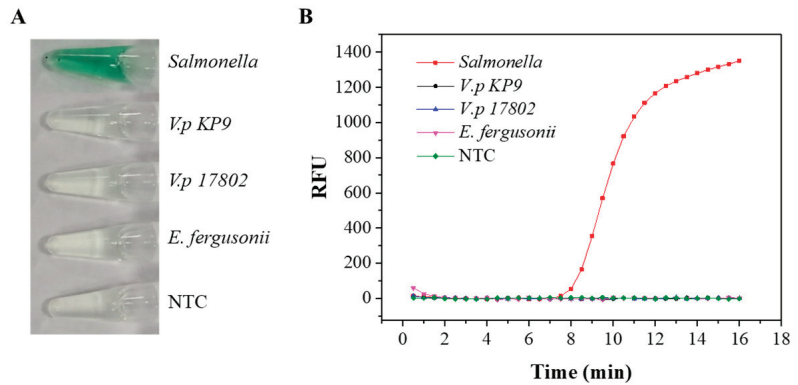 A
Salmonella
V.p KP9
V.p 17802
E. fergusonii
NTC
B
1400
1200
1000
800
600
400
200
0
RFU
Salmonella
V.p KP9
V.p 17802
E. fergusonii
NTC
0 2 4 6 8 10 12 14 16 18
Time (min)